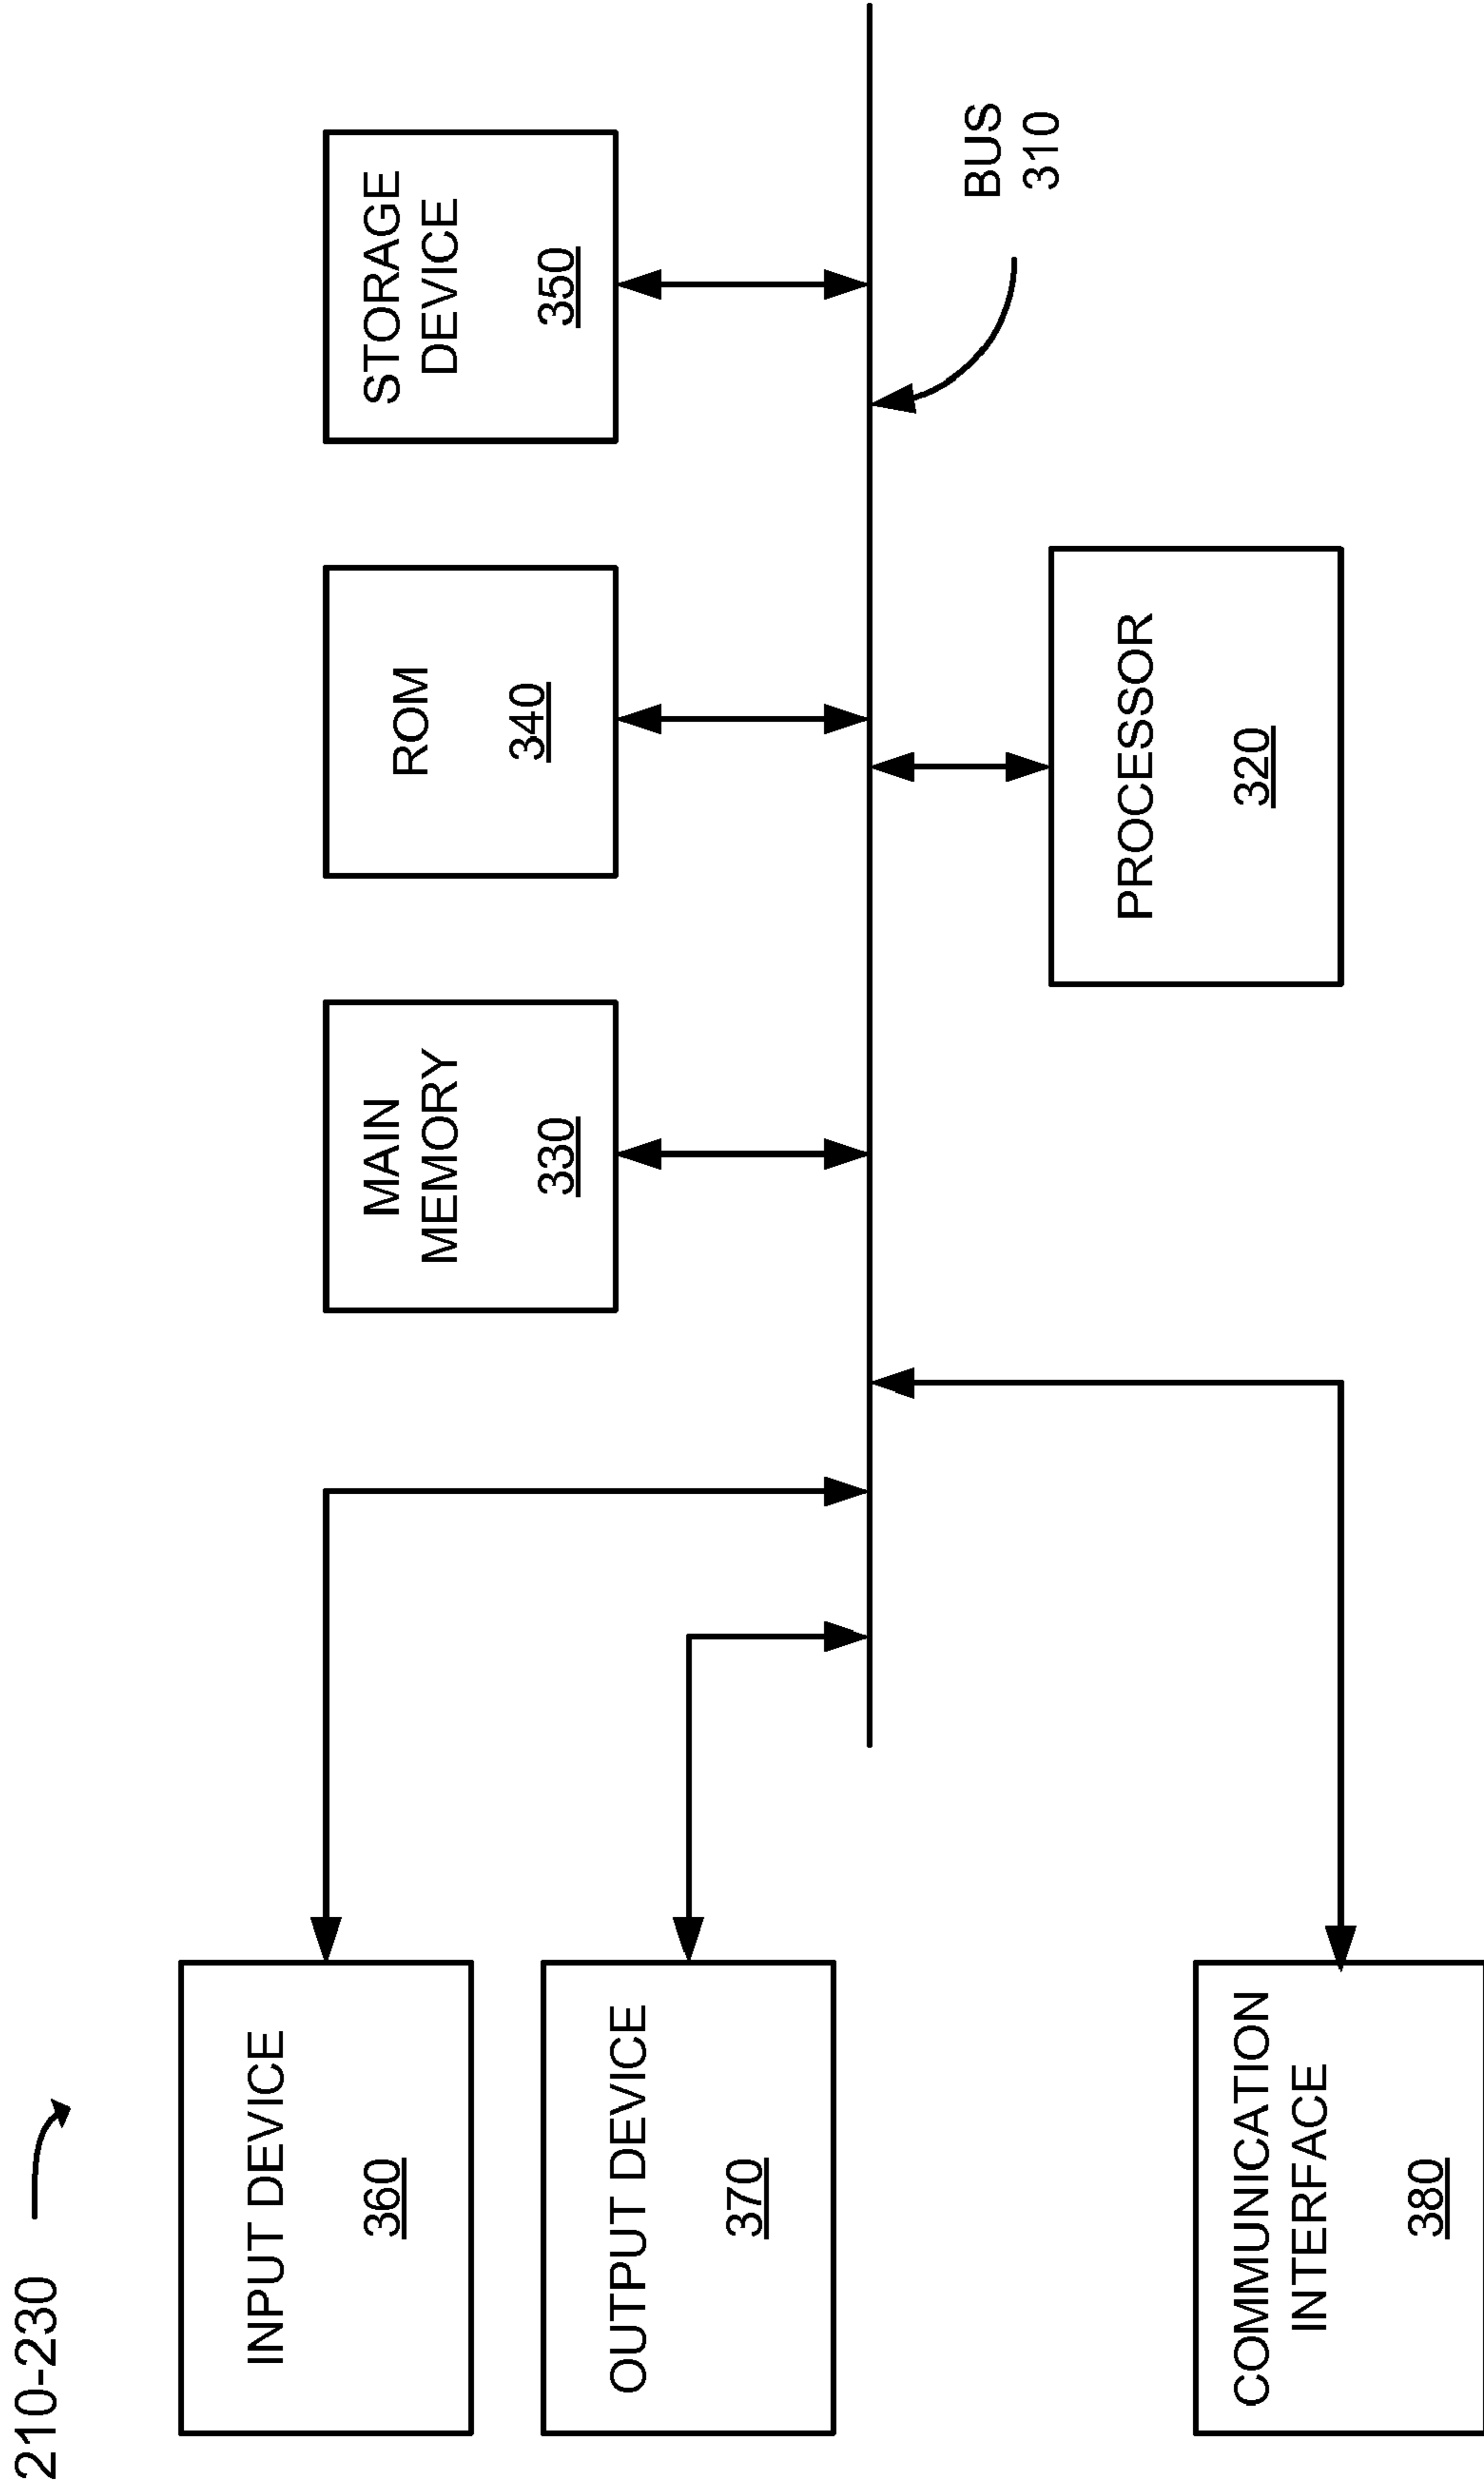 210-230
INPUT DEVICE
360
OUTPUT DEVICE
370
COMMUNICATION
INTERFACE
380
MAIN
MEMORY
330
ROM
340
STORAGE
DEVICE
350
PROCESSOR
320
BUS
310